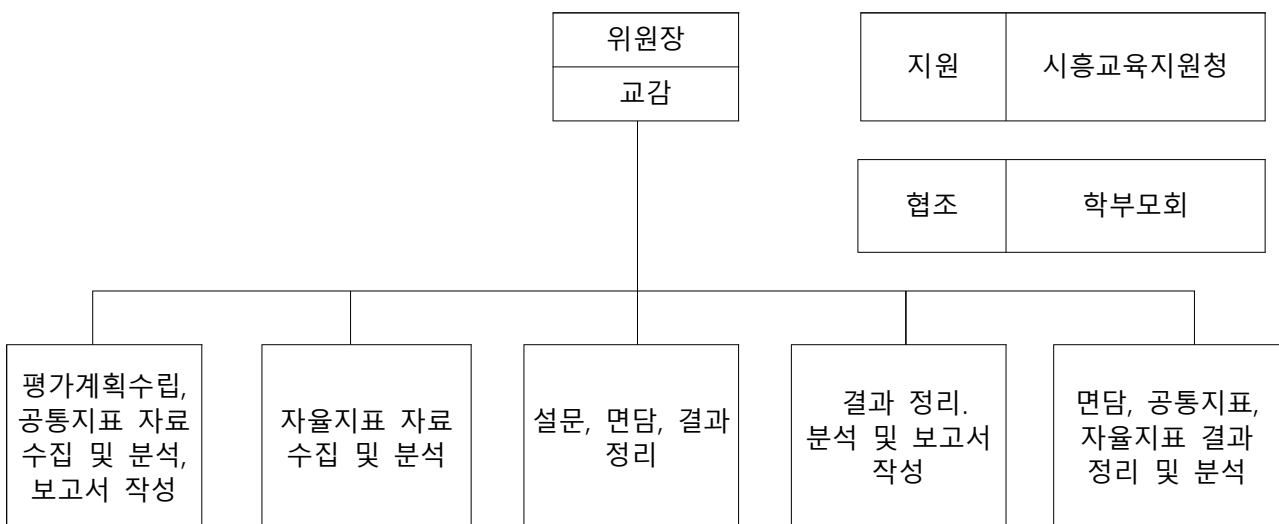 위원장
교감
지원
시흥교육지원청
협조
학부모회
평가계획수립,
공통지표 자료
수집 및 분석,
보고서 작성
자율지표 자료
수집 및 분석
설문, 면담, 결과
정리
결과 정리.
분석 및 보고서
작성
면담, 공통지표,
자율지표 결과
정리 및 분석